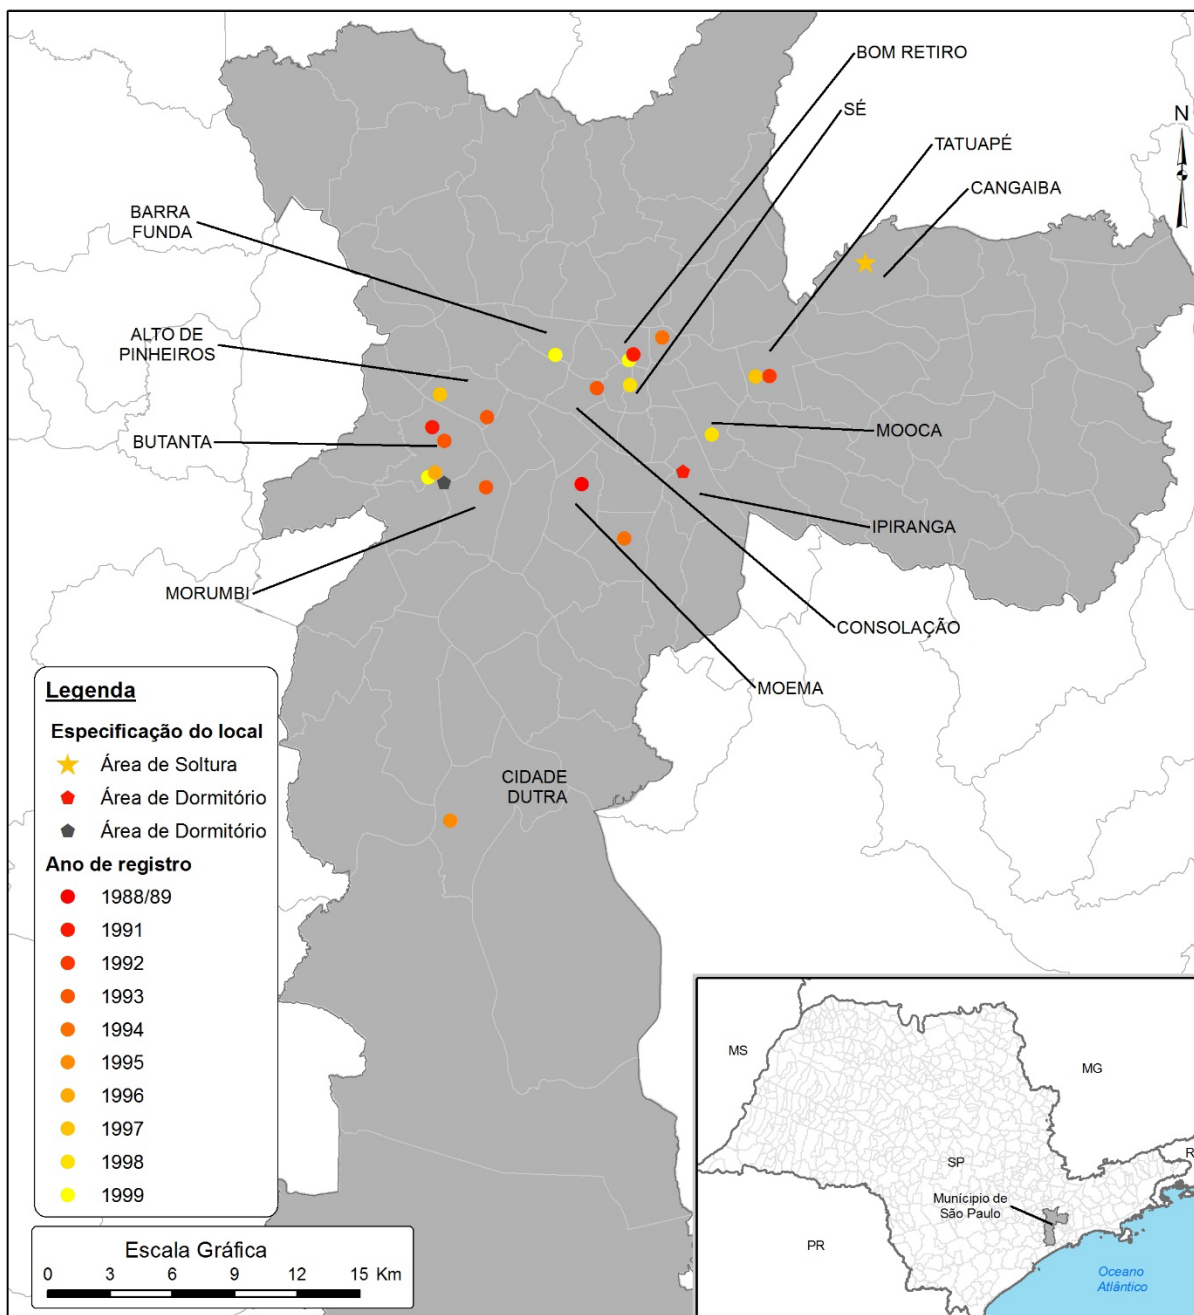 BOM RETIRO
SÉ
N
TATUAPÉ
CANGAIBA
BARRA
FUNDA
ALTO DE
PINHEIROS
BUTANTA
MOOCA
IPIRANGA
MORUMBI
CONSOLAÇÃO
MOEMA
CIDADE
DUTRA
Legenda
Especificação do local
Área de Soltura
Área de Dormitório
Área de Dormitório
Ano de registro
1988/89
1991
1992
1993
1994
1995
1996
1997
1998
1999
Escala Gráfica
0 3 6 9 12 15 Km
MS
MG
R
SP
Munícipio de
São Paulo
PR
Oceano
Atlântico